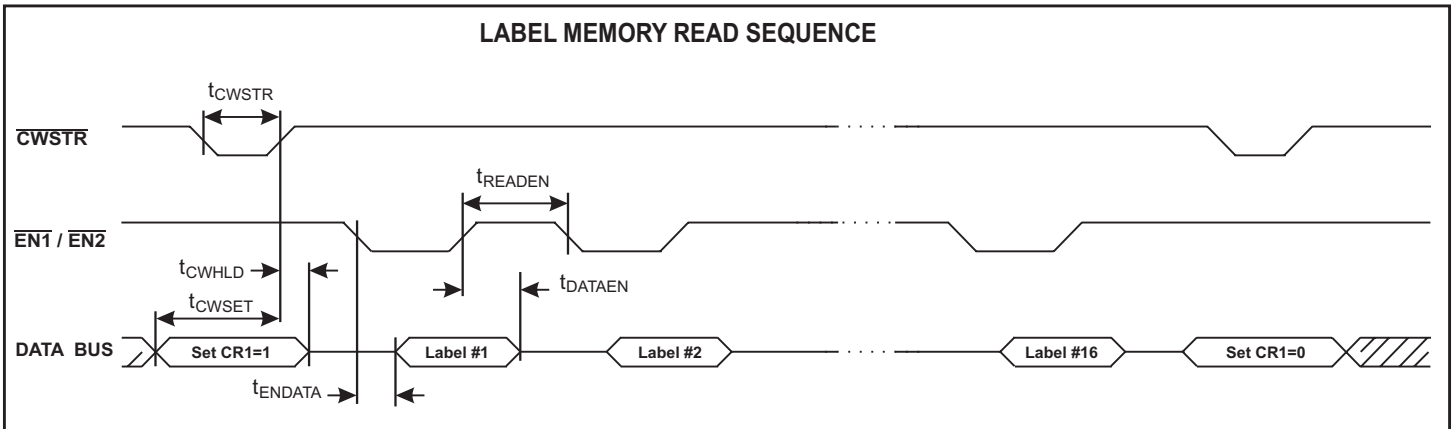 LABEL MEMORY READ SEQUENCE
tCWSTR
CWSTR
tREADEN
EN1 / EN2
tCWHLD
tDATAEN
tCWSET
DATA BUS
Set CR1=1
Label #1
Label #2
Label #16
Set CR1=0
tENDATA